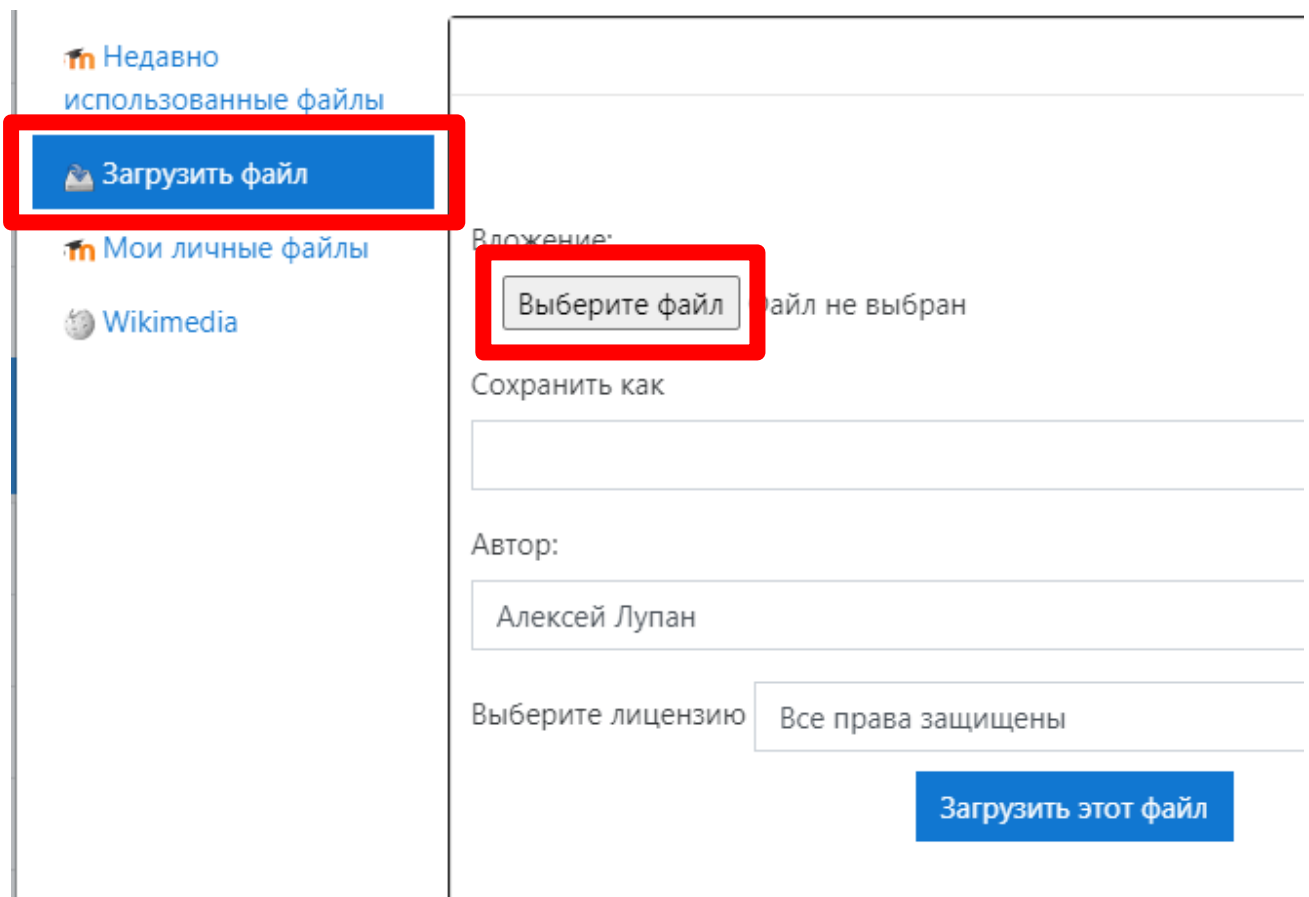 Недавно
использованные файлы
Загрузить файл
Мои личные файлы
Wikimedia
Вложение:
Выберите файл Файл не выбран
Сохранить как
Автор:
Алексей Лупан
Выберите лицензию Все права защищены
Загрузить этот файл